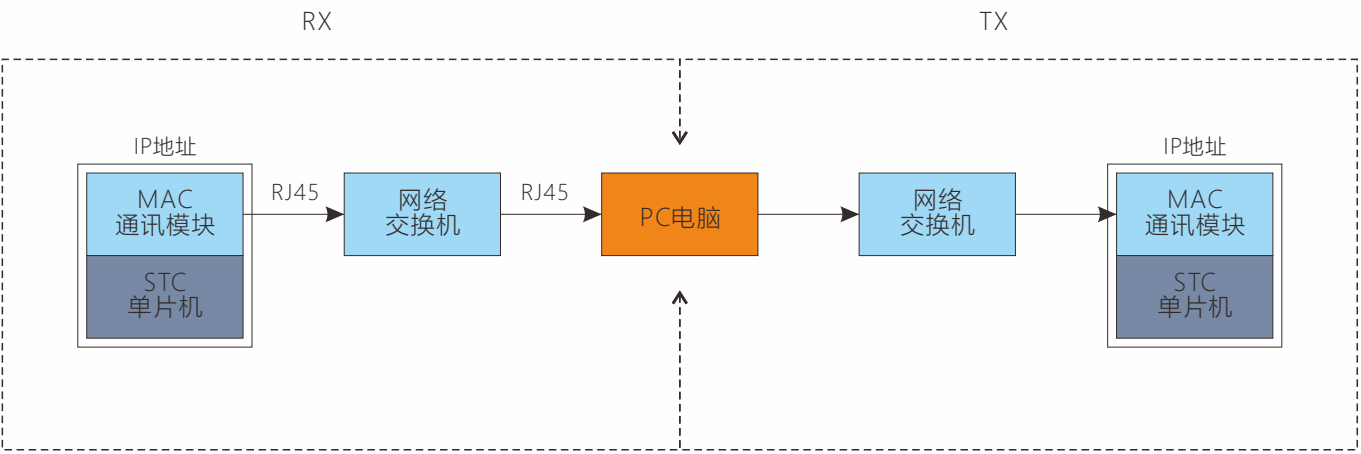 RX
TX
IP地址
IP地址
MAC
通讯模块
RJ45
网络
交换机
RJ45
PC电脑
网络
交换机
MAC
通讯模块
STC
单片机
STC
单片机